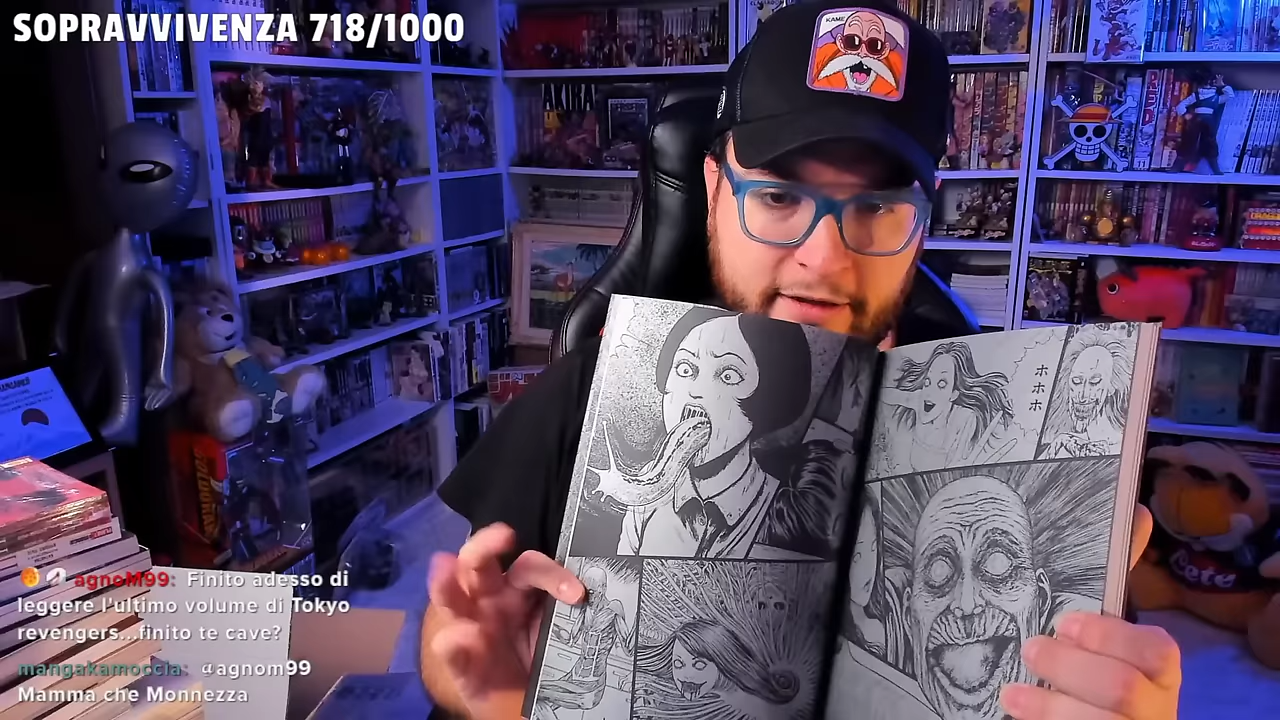 SOPRAVVIVENZA 718/1000
KAME
AKIRA
ホホホ
agnoM99: Finito adesso di
leggere l'ultimo volume di Tokyo
revengers...finito te cave?
mangakamoccia: @agnom99
Mamma che Monnezza